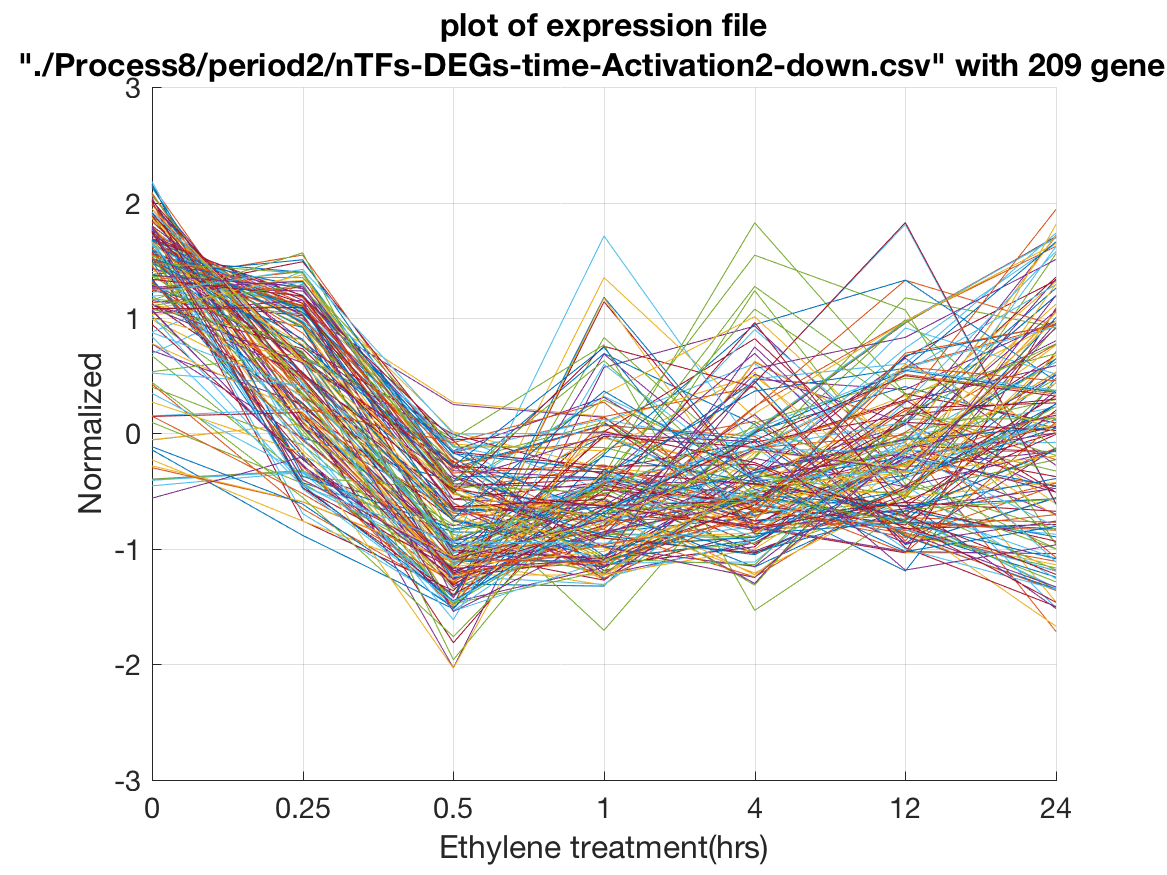 plot of expression file
"./Process8/period2/nTFs-DEGs-time-Activation2-down.csv" with 209 gene
3
2
1
0
-1
-2
-3
Normalized
0 0.25 0.5 1 4 12 24
Ethylene treatment(hrs)